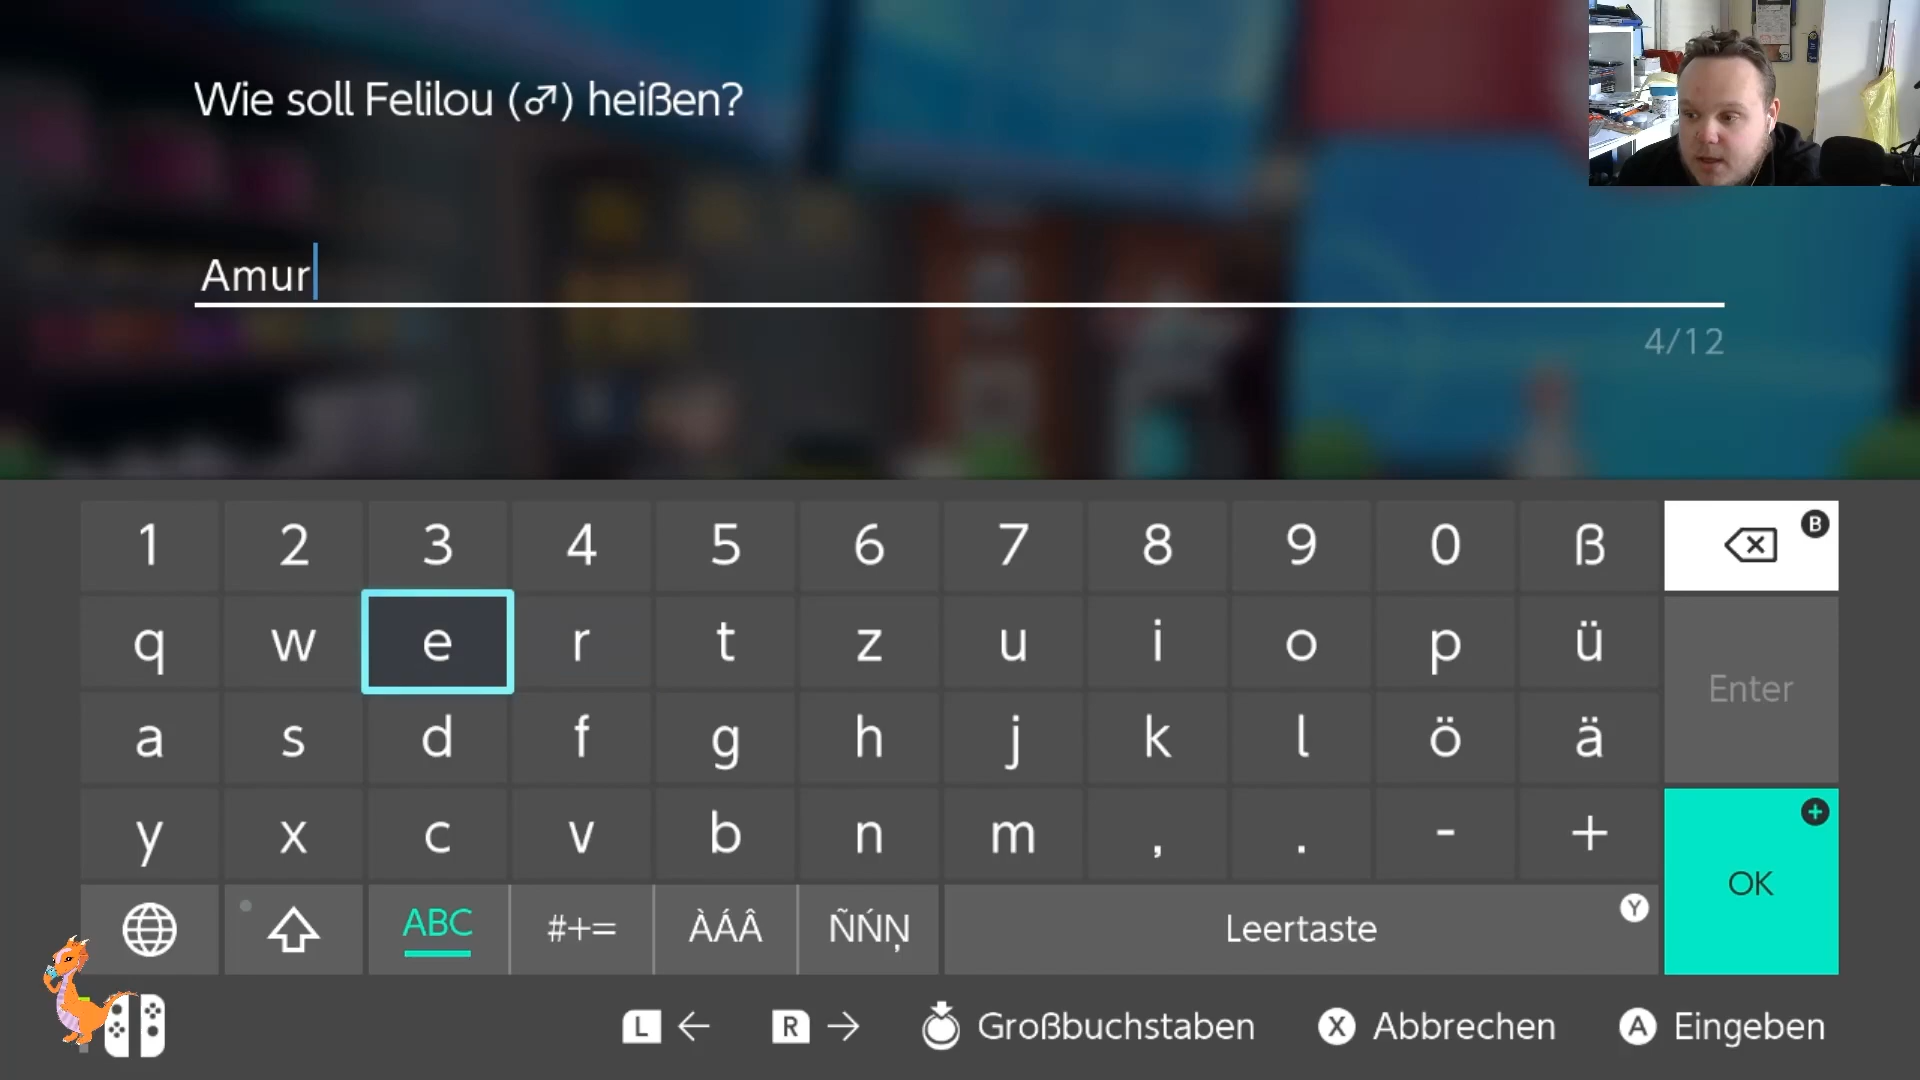 Wie soll Felilou (♂) heißen?
Amur
4/12
1 2 3 4 5 6 7 8 9 0 ß B
q w e r t z u i o p ü
Enter
a s d f g h j k l ö ä
y x c v b n m , . - + +
OK
ABC #+= ÀÁÂ ÑŃŅ Leertaste Y
L ← R → Großbuchstaben X Abbrechen A Eingeben